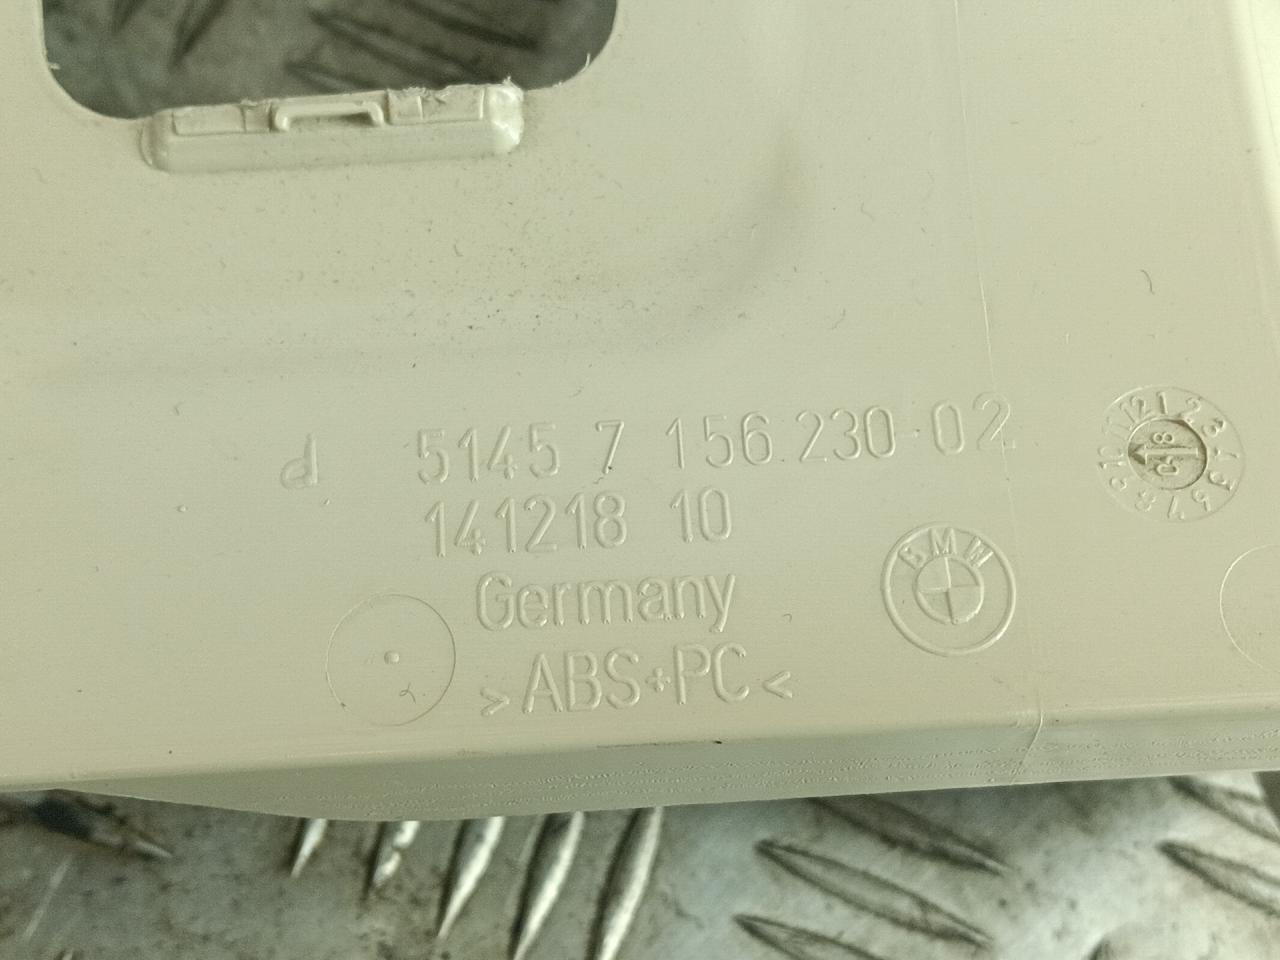 5145 7 156 230-02
141218 10
Germany
>ABS+PC<
BMW